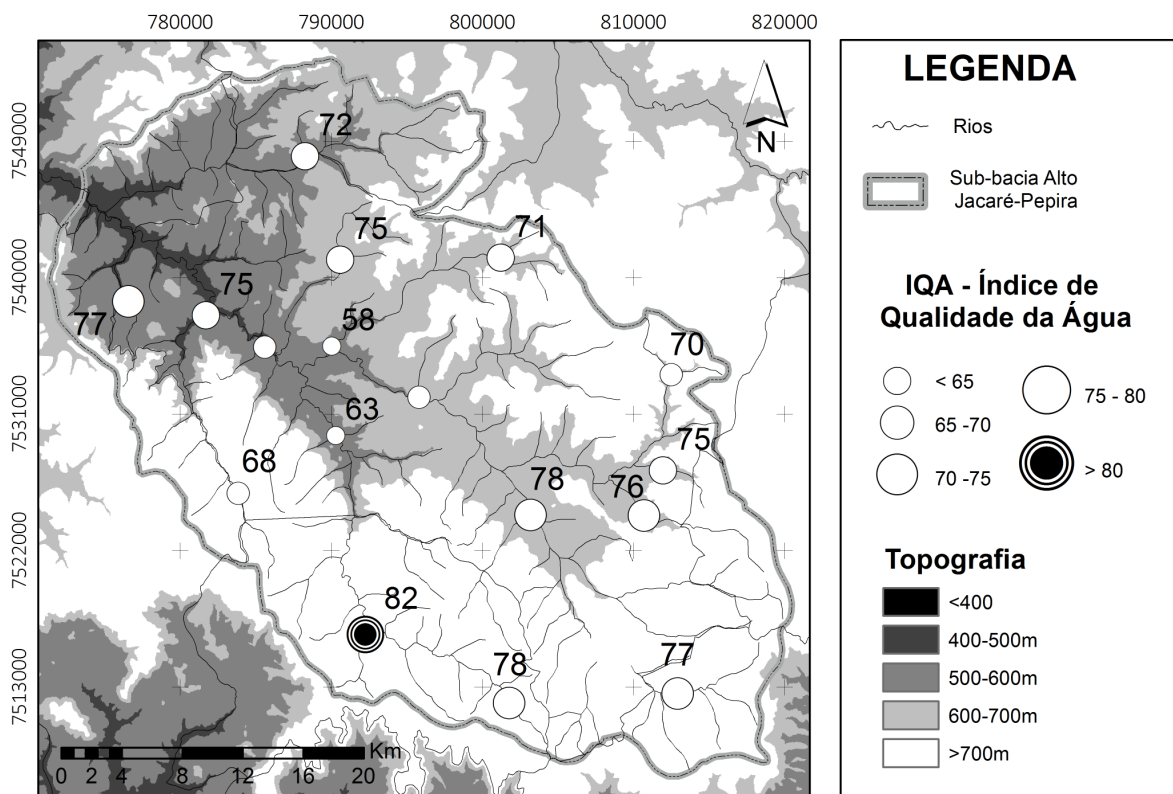 780000 790000 800000 810000 820000
7549000
7540000
7531000
7522000
7513000
72
75
71
75
77
58
70
63
68
75
78
76
82
78
77
N
Km
0 2 4 8 12 16 20
LEGENDA
Rios
Sub-bacia Alto
Jacaré-Pepira
IQA - Índice de
Qualidade da Água
< 65
65 -70
70 -75
75 - 80
> 80
Topografia
<400
400-500m
500-600m
600-700m
>700m